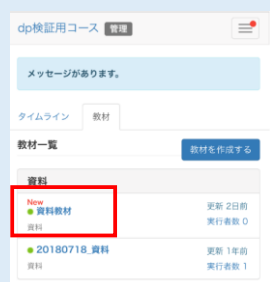 dp検証用コース 管理
メッセージがあります。
タイムライン 教材
教材一覧 教材を作成する
資料
New
資料教材 更新 2日前
資料 実行者数 0
20180718_資料 更新 1年前
資料 実行者数 1